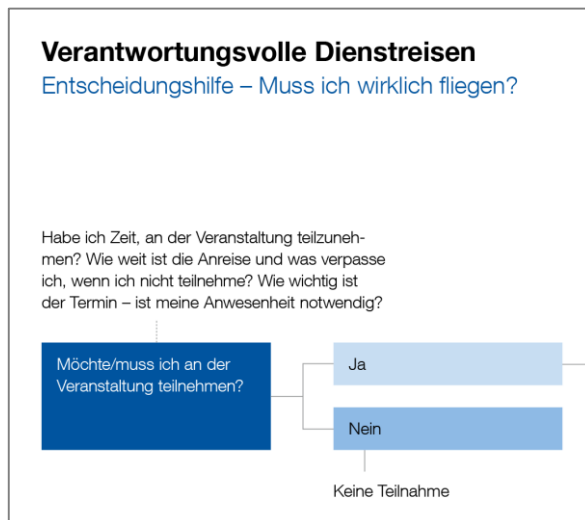 Verantwortungsvolle Dienstreisen
Entscheidungshilfe – Muss ich wirklich fliegen?
Habe ich Zeit, an der Veranstaltung teilzuneh-
men? Wie weit ist die Anreise und was verpasse
ich, wenn ich nicht teilnehme? Wie wichtig ist
der Termin – ist meine Anwesenheit notwendig?
Möchte/muss ich an der
Veranstaltung teilnehmen?
Ja
Nein
Keine Teilnahme